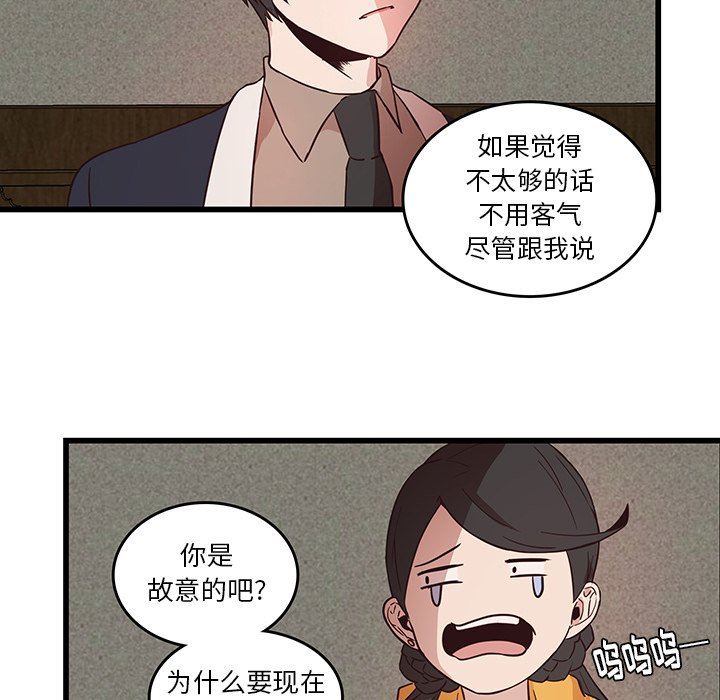 如果觉得
不太够的话
不用客气
尽管跟我说
你是
故意的吧?
为什么要现在
呜呜呜—